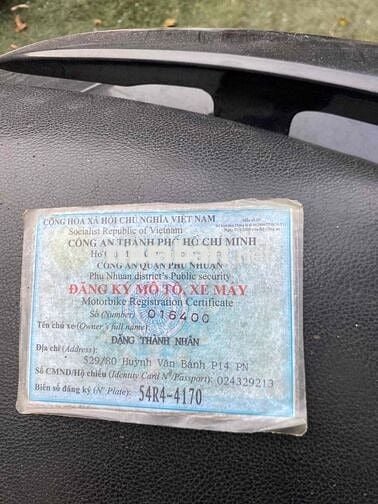 CỘNG HÒA XÃ HỘI CHỦ NGHĨA VIỆT NAM
Socialist Republic of Vietnam
CÔNG AN THÀNH PHỐ HỒ CHÍ MINH
CÔNG AN QUẬN PHÚ NHUẬN
Phu Nhuan district's Public security
ĐĂNG KÝ MÔ TÔ, XE MÁY
Motorbike Registration Certificate
Số (Number): 016400
Tên chủ xe(Owner's full name):
ĐẶNG THÀNH NHÂN
Địa chỉ (Address):
529/80 Huỳnh Văn Bánh P14 PN
Số CMND/Hộ chiếu (Identity Card Nº/Passport): 024329213
Biển số đăng ký (Nº Plate): 54R4-4170